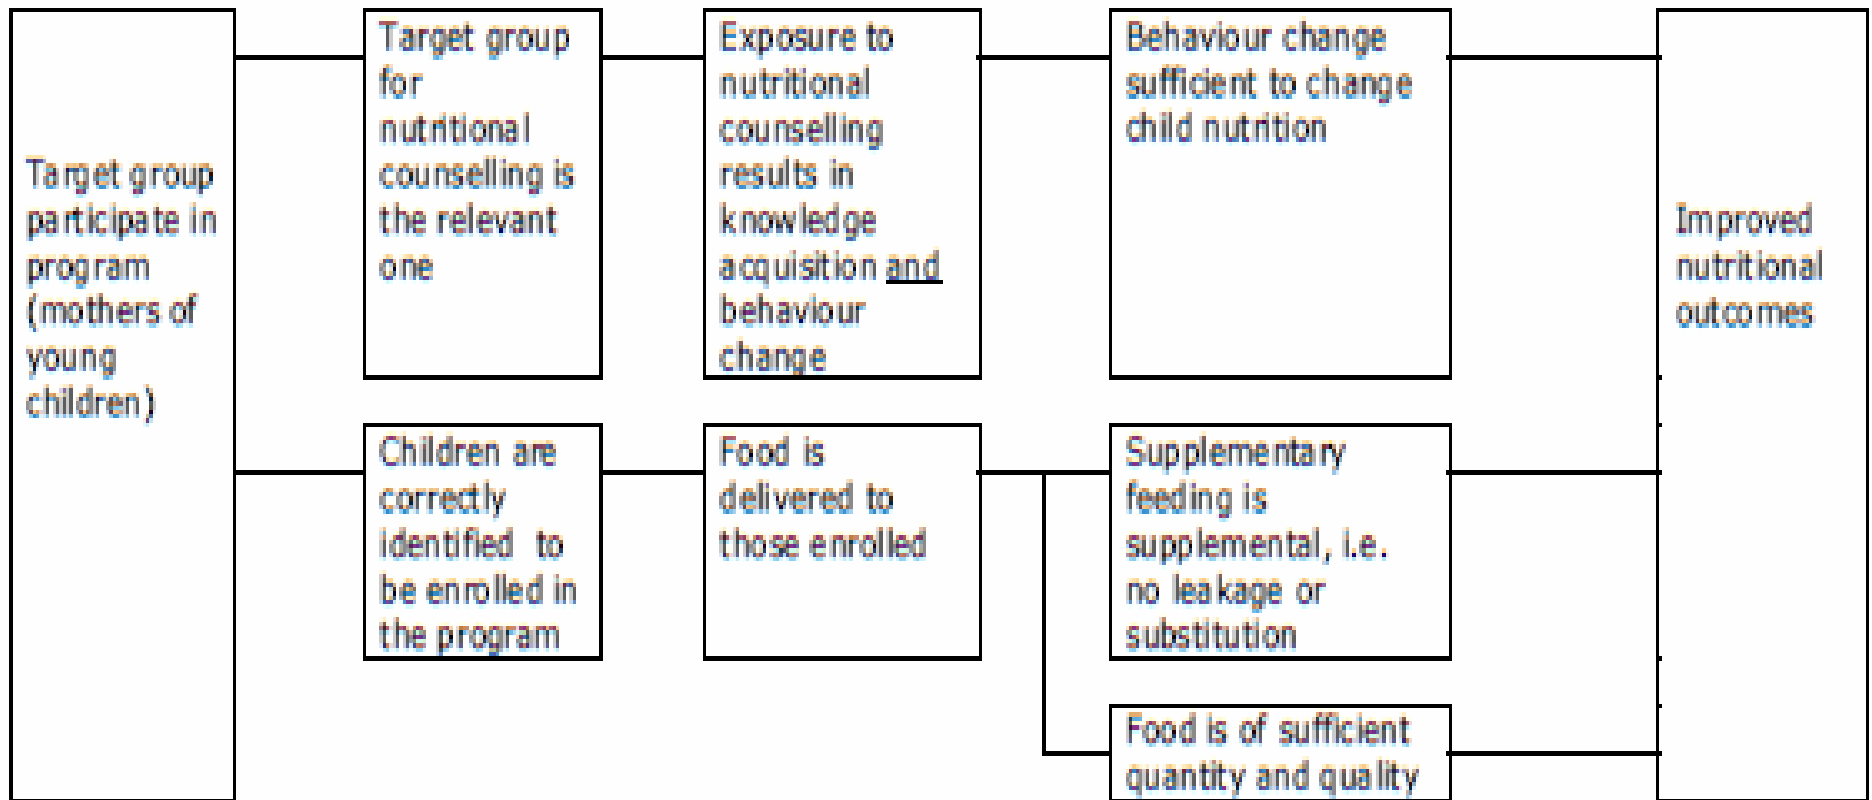 Target group
participate in
program
(mothers of
young
children)
Target group
for
nutritional
counselling is
the relevant
one
Exposure to
nutritional
counselling
results in
knowledge
acquisition and
behaviour
change
Behaviour change
sufficient to change
child nutrition
Children are
correctly
identified to
be enrolled in
the program
Food is
delivered to
those enrolled
Supplementary
feeding is
supplemental, i.e.
no leakage or
substitution
Food is of sufficient
quantity and quality
Improved
nutritional
outcomes